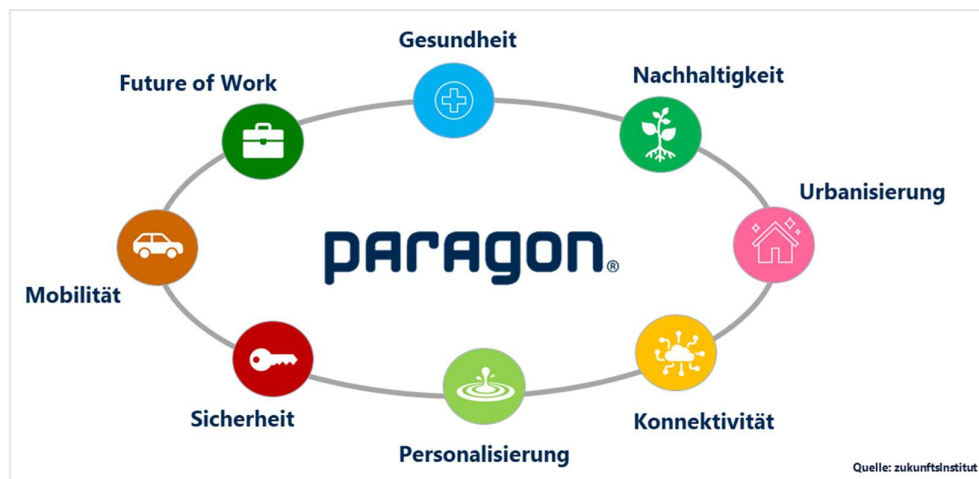 Gesundheit
Future of Work
Nachhaltigkeit
Urbanisierung
paragon®
Mobilität
Sicherheit
Konnektivität
Personalisierung
Quelle: zukunftsInstitut